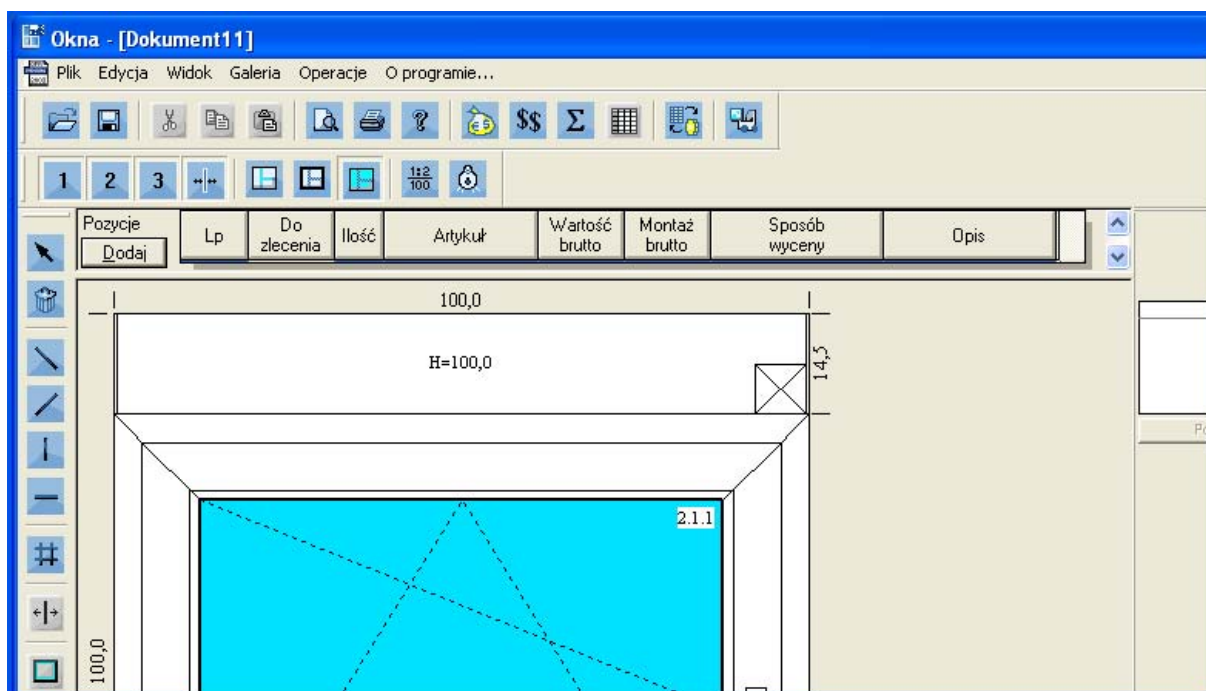 Okna - [Dokument11]
Plik Edycja Widok Galeria Operacje O programie...
$$ Σ
1 2 3 1:2
100
Pozycje
Dodaj
Lp
Do
zlecenia
Ilość
Artykuł
Wartość
brutto
Montaż
brutto
Sposób
wyceny
Opis
100,0
H=100,0
14,5
2.1.1
100,0